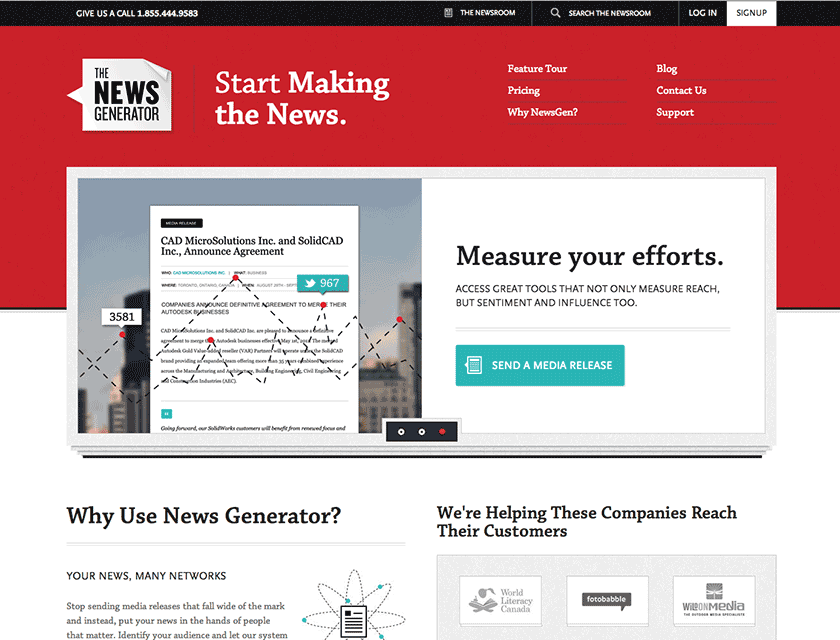 GIVE US A CALL 1.855.444.9583
THE NEWSROOM
SEARCH THE NEWSROOM
LOG IN
SIGNUP
THE
NEWS
GENERATOR
Start Making
the News.
Feature Tour
Pricing
Why NewsGen?
Blog
Contact Us
Support
MEDIA RELEASE
CAD MicroSolutions Inc. and SolidCAD
Inc., Announce Agreement
WHO: CAD MICROSOLUTIONS INC. | WHAT: BUSINESS
WHERE: TORONTO, ONTARIO, CANADA | WHEN: AUGUST
967
3581
COMPANIES ANNOUNCE DEFINITIVE AGREEMENT TO MERGE THEIR
AUTODESK BUSINESSES
CAD MicroSolutions Inc. and SolidCAD are pleased to announce a definitive
agreement to merge Autodesk businesses effective May 1st,
Autodesk Gold Value-added reseller (VAR) Partners will operate under the SolidCAD
brand providing an expanded team offering more than 35 years combined experience
across the Manufacturing and Architecture, Building Engineering, Civil Engineering
and Construction Industries (AEC).
Going forward, our SolidWorks customers will benefit from renewed focus and
Measure your efforts.
ACCESS GREAT TOOLS THAT NOT ONLY MEASURE REACH,
BUT SENTIMENT AND INFLUENCE TOO.
SEND A MEDIA RELEASE
Why Use News Generator?
YOUR NEWS, MANY NETWORKS
Stop sending media releases that fall wide of the mark
and instead, put your news in the hands of people
that matter. Identify your audience and let our system
We're Helping These Companies Reach
Their Customers
World
Literacy
Canada
fotobabble
WILDONMEDIA
THE OUTDOOR MEDIA SPECIALISTS